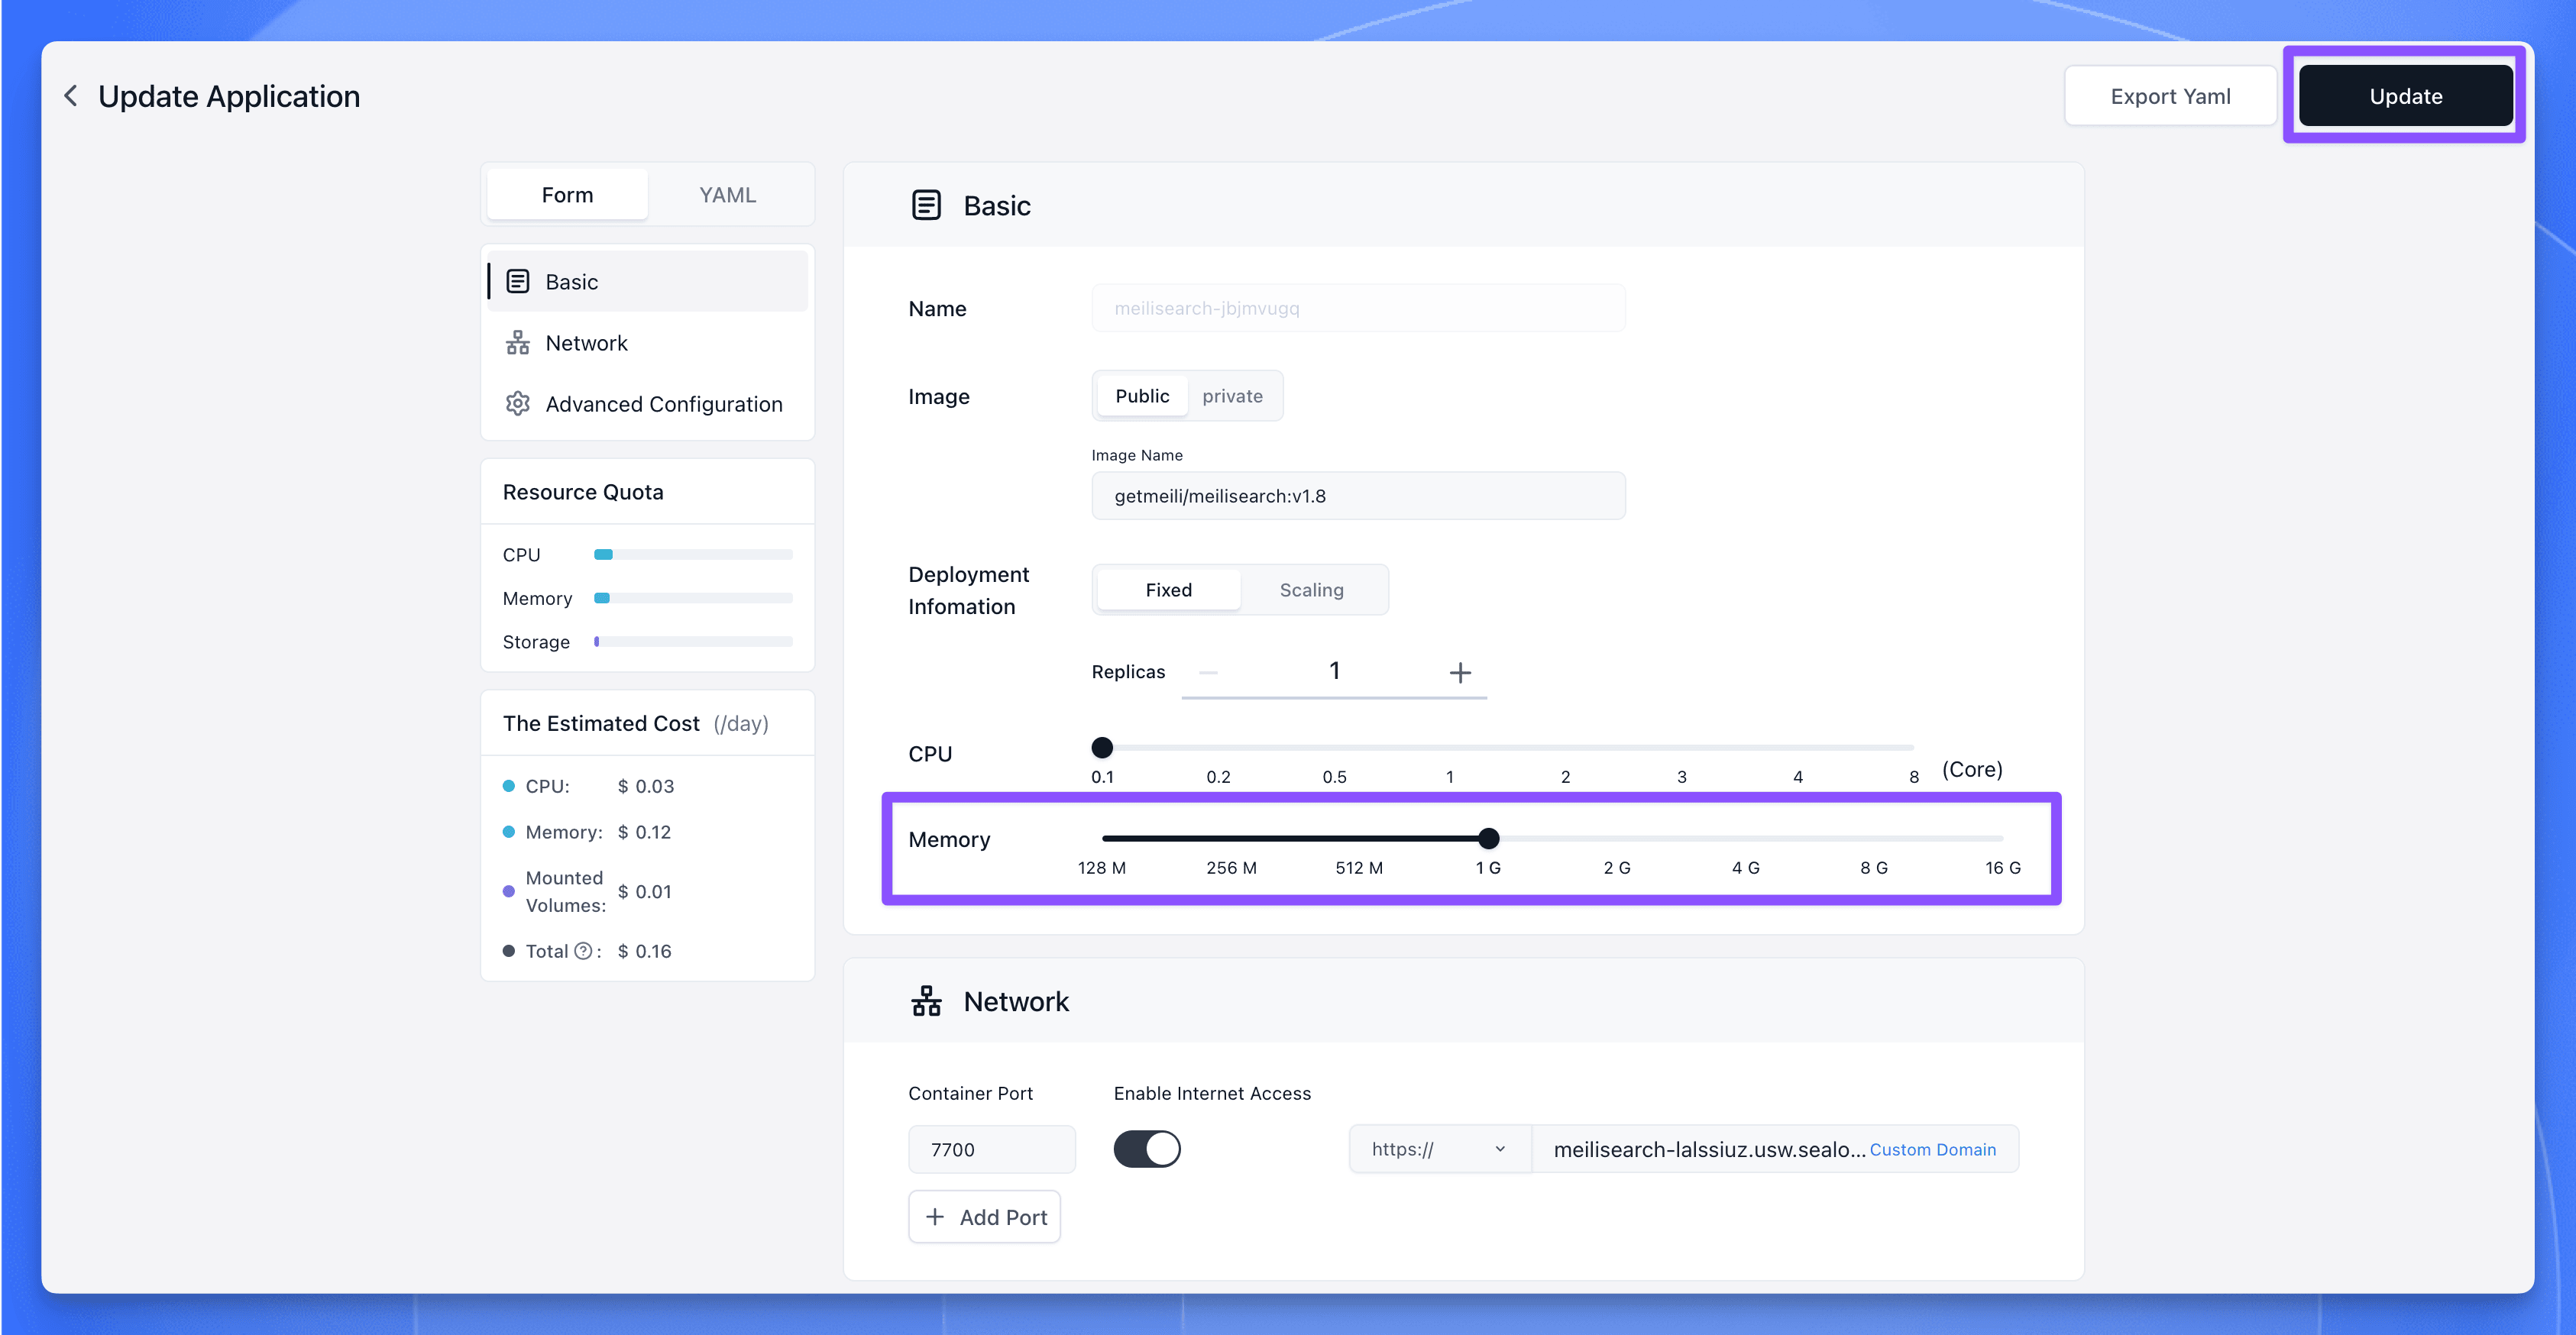 Update Application
Export Yaml
Update
Form
YAML
Basic
Network
Advanced Configuration
Resource Quota
CPU
Memory
Storage
The Estimated Cost (/day)
CPU: $ 0.03
Memory: $ 0.12
Mounted
Volumes: $ 0.01
Total ? : $ 0.16
Basic
Name
meilisearch-jbjmvugq
Image
Public
private
Image Name
getmeili/meilisearch:v1.8
Deployment
Infomation
Fixed
Scaling
Replicas
1
CPU
0.1 0.2 0.5 1 2 3 4 8 (Core)
Memory
128 M 256 M 512 M 1 G 2 G 4 G 8 G 16 G
Network
Container Port
Enable Internet Access
7700
https://
meilisearch-lalssiuz.usw.sealo... Custom Domain
Add Port